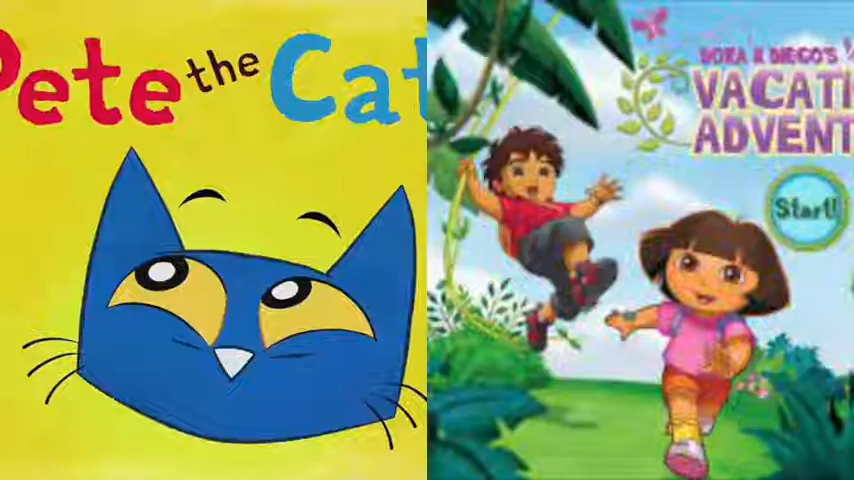 Pete the Cat
DORA & DIEGO'S
VACATI
ADVENT
Start!